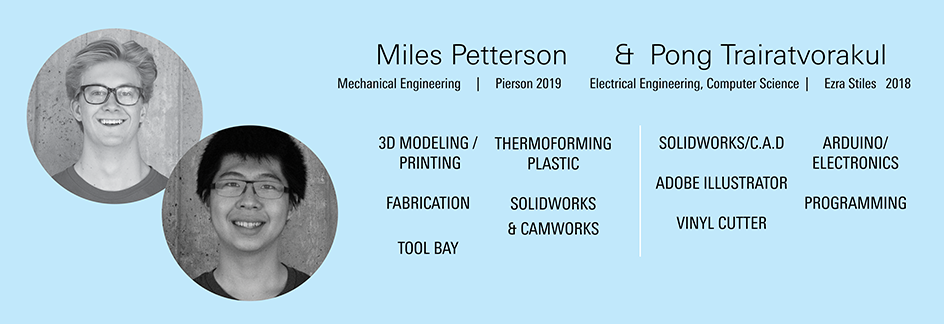 Miles Petterson & Pong Trairatvorakul
Mechanical Engineering | Pierson 2019 Electrical Engineering, Computer Science | Ezra Stiles 2018
3D MODELING /
PRINTING
FABRICATION
TOOL BAY
THERMOFORMING
PLASTIC
SOLIDWORKS
& CAMWORKS
SOLIDWORKS/C.A.D
ADOBE ILLUSTRATOR
VINYL CUTTER
ARDUINO/
ELECTRONICS
PROGRAMMING